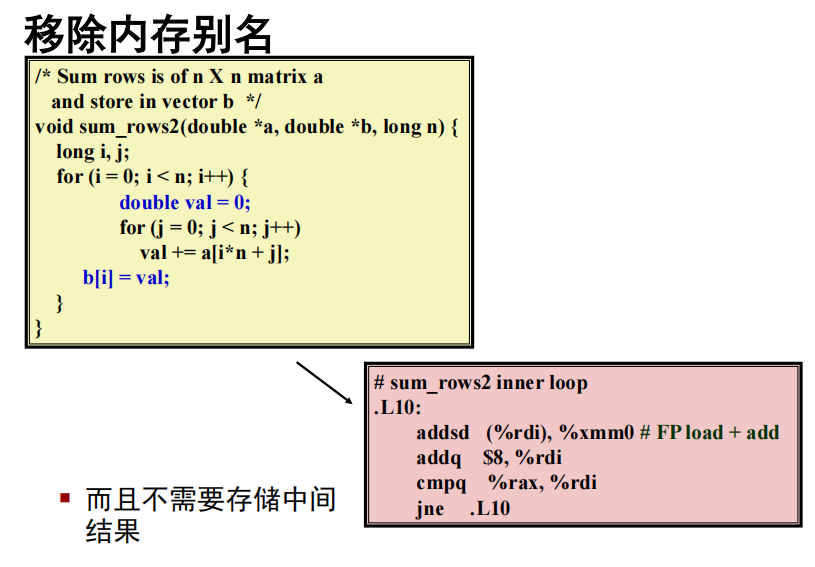 移除内存别名
/* Sum rows is of n X n matrix a
and store in vector b */
void sum_rows2(double *a, double *b, long n) {
long i, j;
for (i = 0; i < n; i++) {
double val = 0;
for (j = 0; j < n; j++)
val += a[i*n + j];
b[i] = val;
}
}
# sum_rows2 inner loop
.L10:
addsd (%rdi), %xmm0 # FP load + add
addq $8, %rdi
cmpq %rax, %rdi
jne .L10
▪ 而且不需要存储中间
结果